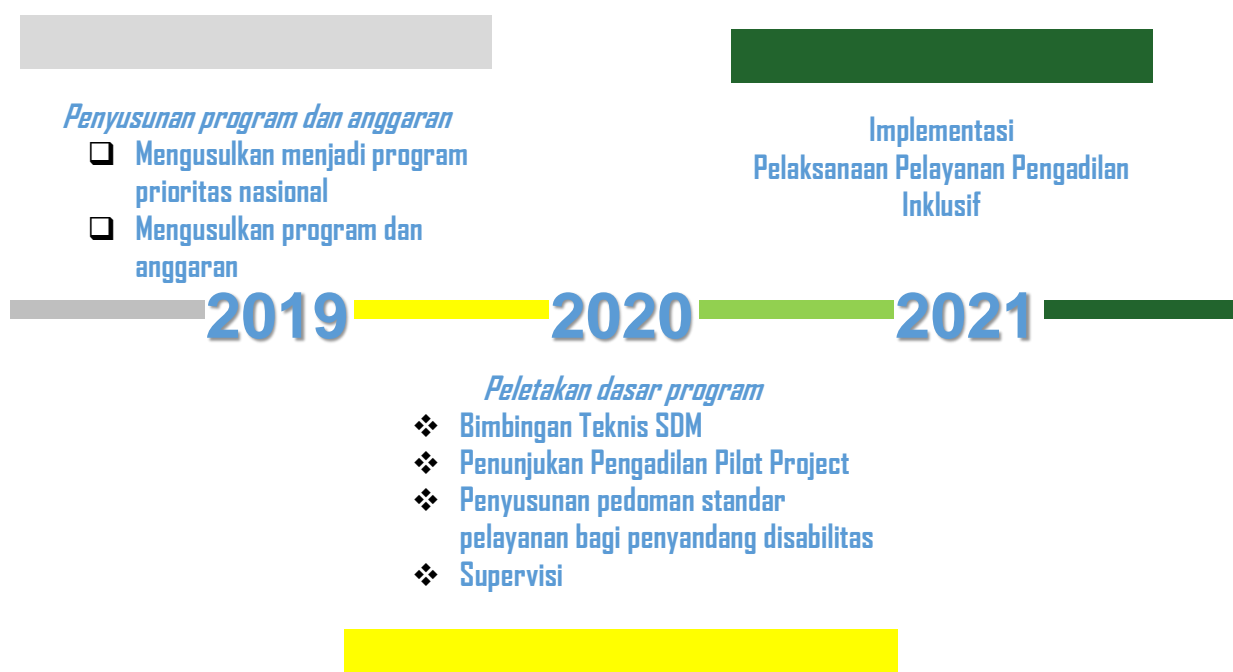 Penyusunan program dan anggaran
Mengusulkan menjadi program
prioritas nasional
Mengusulkan program dan
anggaran
Implementasi
Pelaksanaan Pelayanan Pengadilan
Inklusif
2019
2020
2021
Peletakan dasar program
Bimbingan Teknis SDM
Penunjukan Pengadilan Pilot Project
Penyusunan pedoman standar
pelayanan bagi penyandang disabilitas
Supervisi